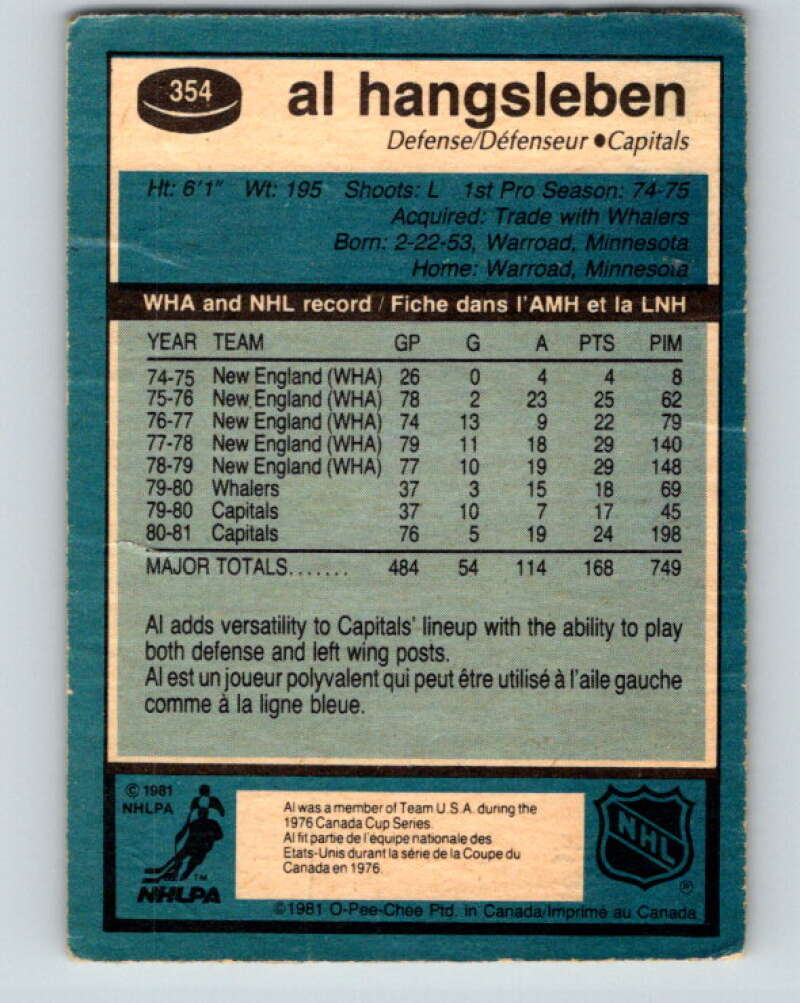 354
al hangsleben
Defense/Défenseur ●Capitals
Ht: 6'1" Wt: 195 Shoots: L 1st Pro Season: 74-75
Acquired: Trade with Whalers
Born: 2-22-53, Warroad, Minnesota
Home: Warroad, Minnesota
WHA and NHL record / Fiche dans l'AMH et la LNH
YEAR TEAM GP G A PTS PIM
74-75 New England (WHA) 26 0 4 4 8
75-76 New England (WHA) 78 2 23 25 62
76-77 New England (WHA) 74 13 9 22 79
77-78 New England (WHA) 79 11 18 29 140
78-79 New England (WHA) 77 10 19 29 148
79-80 Whalers 37 3 15 18 69
79-80 Capitals 37 10 7 17 45
80-81 Capitals 76 5 19 24 198
MAJOR TOTALS....... 484 54 114 168 749
Al adds versatility to Capitals' lineup with the ability to play
both defense and left wing posts.
Al est un joueur polyvalent qui peut être utilisé à l'aile gauche
comme à la ligne bleue.
© 1981
NHLPA
TM
NHLPA
Al was a member of Team U.S.A. during the
1976 Canada Cup Series.
Al fit partie de l'équipe nationale des
Etats-Unis durant la série de la Coupe du
Canada en 1976.
NHL
®
©1981 O-Pee-Chee Ptd. in Canada/Imprimé au Canada